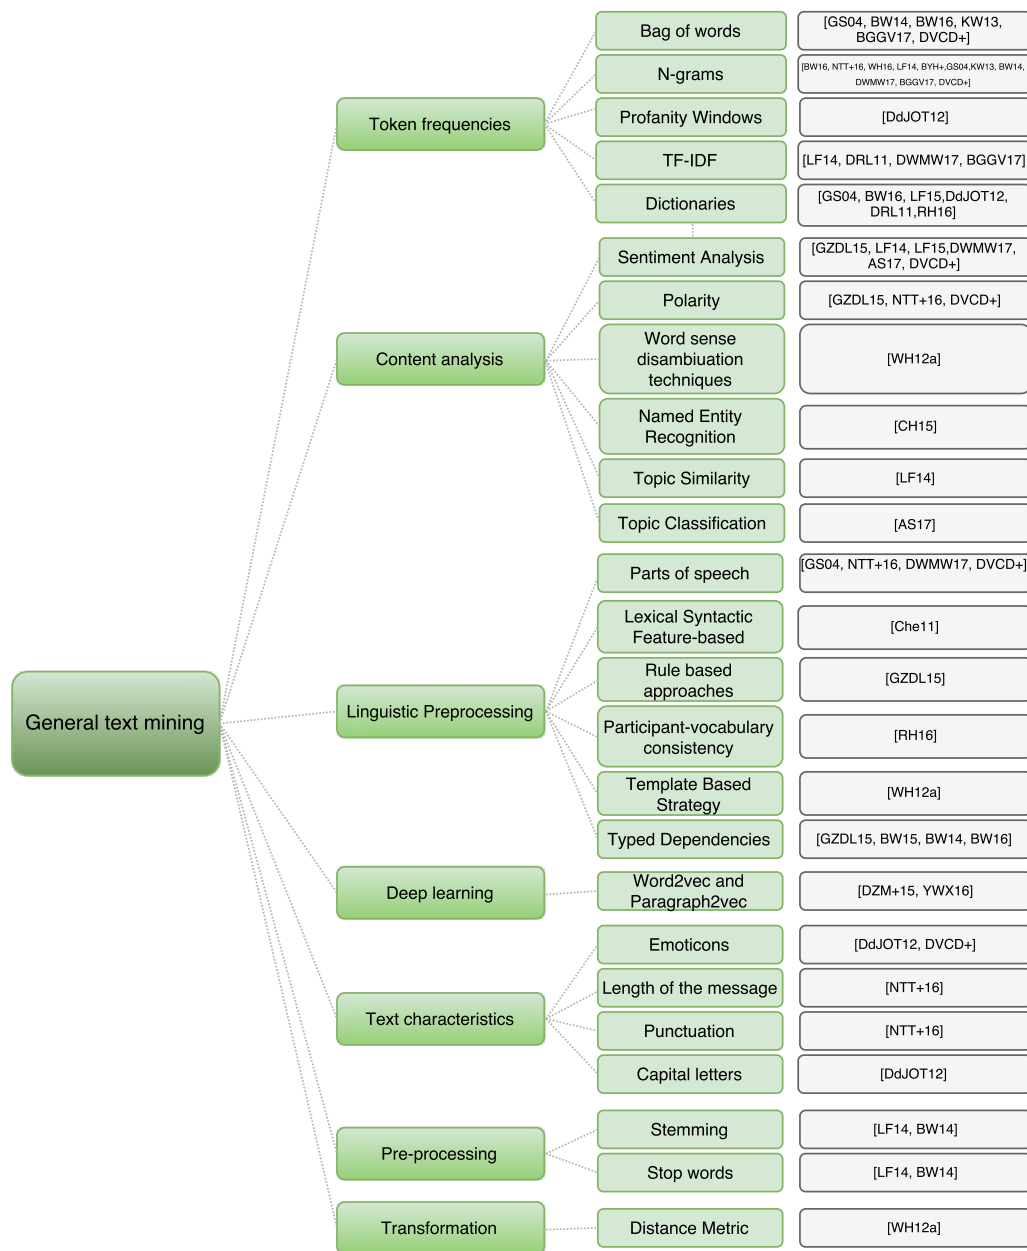 General text mining
Token frequencies
Bag of words
[GS04, BW14, BW16, KW13,
BGGV17, DVCD+]
N-grams
[BW16, NTT+16, WH16, LF14, BYH+,GS04,KW13, BW14,
DWMW17, BGGV17, DVCD+]
Profanity Windows
[DdJOT12]
TF-IDF
[LF14, DRL11, DWMW17, BGGV17]
Dictionaries
[GS04, BW16, LF15,DdJOT12,
DRL11,RH16]
Content analysis
Sentiment Analysis
[GZDL15, LF14, LF15,DWMW17,
AS17, DVCD+]
Polarity
[GZDL15, NTT+16, DVCD+]
Word sense
disambiuation
techniques
[WH12a]
Named Entity
Recognition
[CH15]
Topic Similarity
[LF14]
Topic Classification
[AS17]
Linguistic Preprocessing
Parts of speech
[GS04, NTT+16, DWMW17, DVCD+]
Lexical Syntactic
Feature-based
[Che11]
Rule based
approaches
[GZDL15]
Participant-vocabulary
consistency
[RH16]
Template Based
Strategy
[WH12a]
Typed Dependencies
[GZDL15, BW15, BW14, BW16]
Deep learning
Word2vec and
Paragraph2vec
[DZM+15, YWX16]
Text characteristics
Emoticons
[DdJOT12, DVCD+]
Length of the message
[NTT+16]
Punctuation
[NTT+16]
Capital letters
[DdJOT12]
Pre-processing
Stemming
[LF14, BW14]
Stop words
[LF14, BW14]
Transformation
Distance Metric
[WH12a]